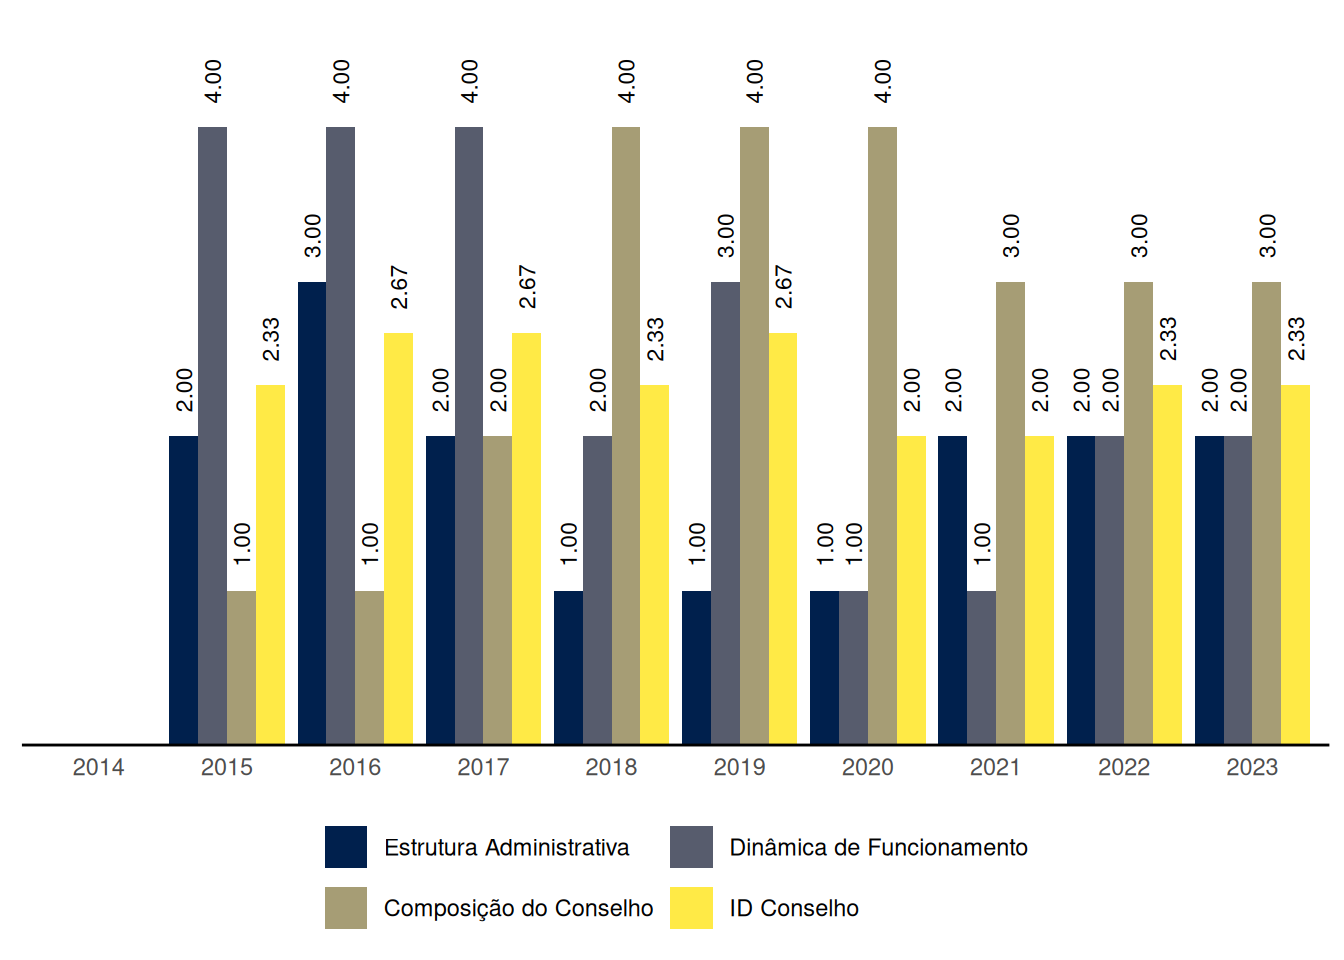 4.00 4.00 4.00 4.00 4.00 4.00
3.00 3.00 3.00 3.00 3.00
2.67 2.67 2.67
2.33 2.33 2.33 2.33
2.00 2.00 2.00 2.00 2.00 2.00 2.00 2.00 2.00 2.00 2.00
1.00 1.00 1.00 1.00 1.00 1.00 1.00
2014 2015 2016 2017 2018 2019 2020 2021 2022 2023
Estrutura Administrativa Dinâmica de Funcionamento
Composição do Conselho ID Conselho